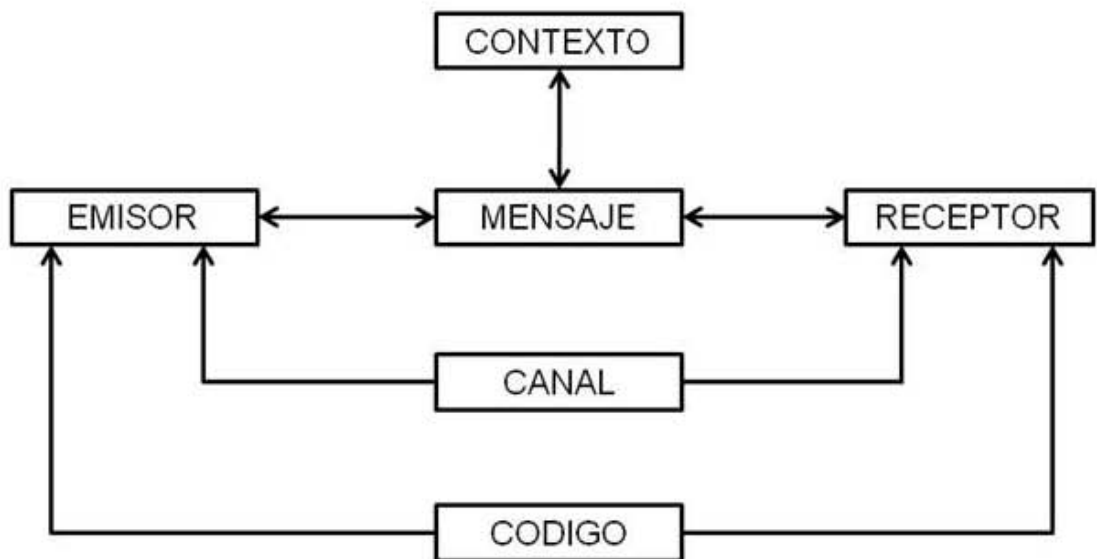 CONTEXTO
EMISOR
MENSAJE
RECEPTOR
CANAL
CODIGO